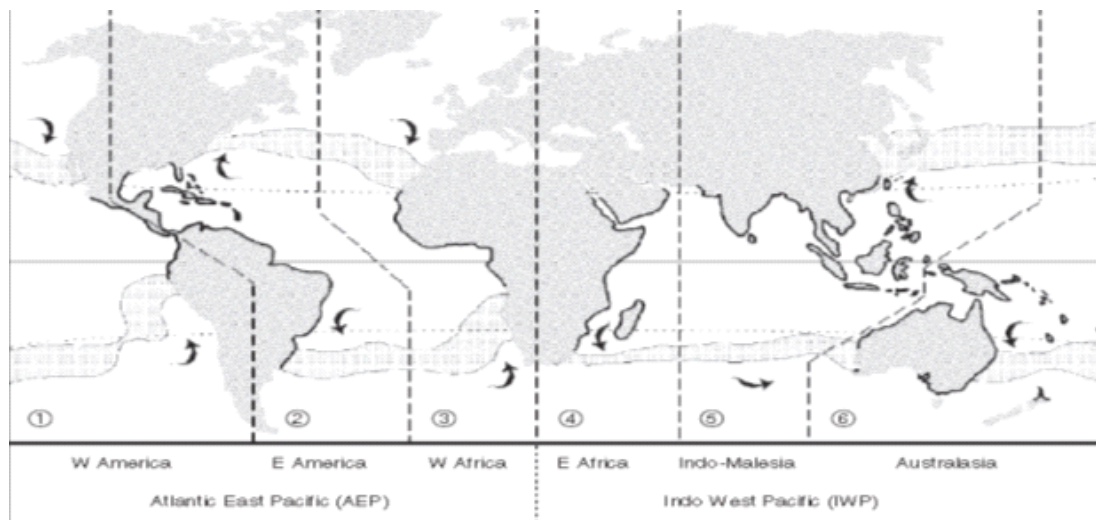 ① ② ③ ④ ⑤ ⑥
W America E America W Africa E Africa Indo-Malesia Australasia
Atlantic East Pacific (AEP) Indo West Pacific (IWP)